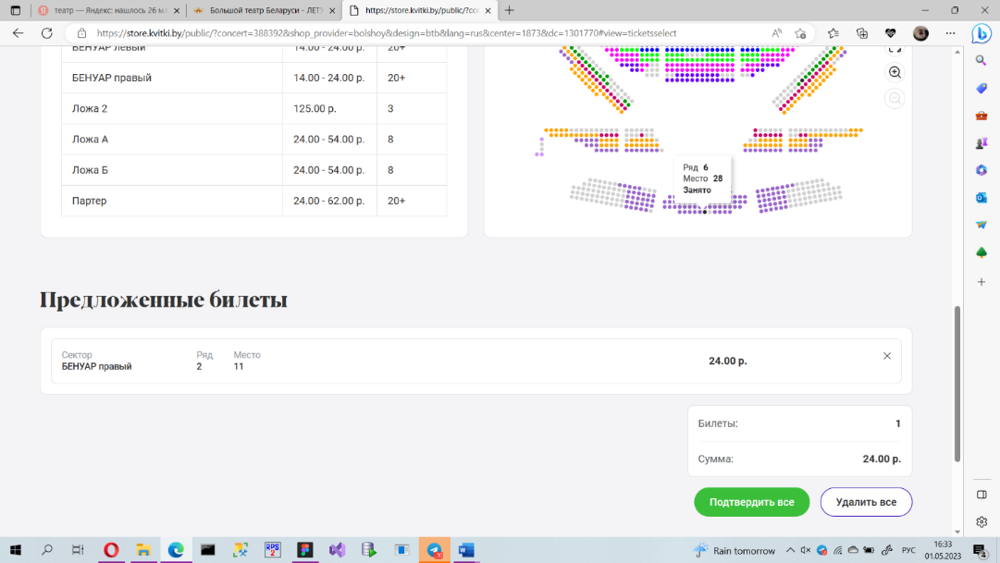 театр — Яндекс: нашлось 26 мл
Большой театр Беларуси - ЛЕТУ
https://store.kvitki.by/public/?co
https://store.kvitki.by/public/?concert=388392&shop_provider=bolshoy&design=btb&lang=rus&center=1873&dc=1301770#view=ticketsselect
БЕНУАР левый 14.00 - 24.00 р. 20+
БЕНУАР правый 14.00 - 24.00 р. 20+
Ложа 2 125.00 р. 3
Ложа А 24.00 - 54.00 р. 8
Ложа Б 24.00 - 54.00 р. 8
Партер 24.00 - 62.00 р. 20+
Ряд 6
Место 28
Занято
Предложенные билеты
Сектор Ряд Место
БЕНУАР правый 2 11 24.00 р.
Билеты: 1
Сумма: 24.00 р.
Подтвердить все Удалить все
RPS
2
W
Rain tomorrow РУС 16:33
01.05.2023 4